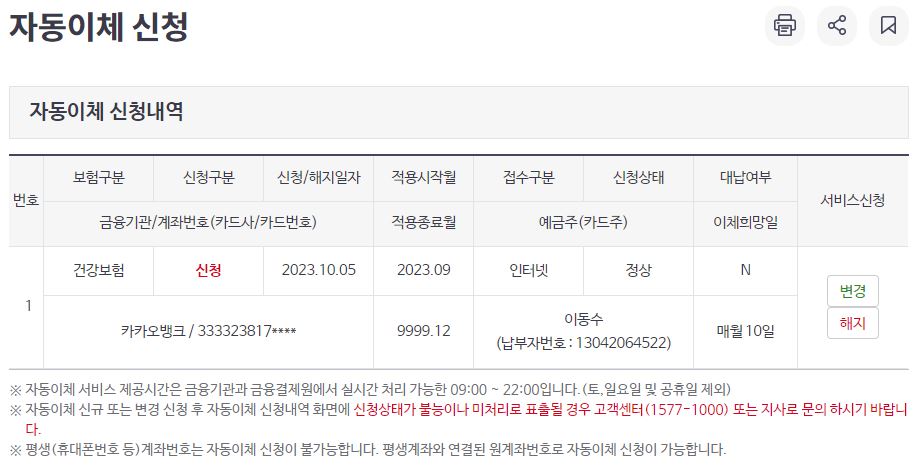 자동이체 신청
자동이체 신청내역
번호 보험구분 신청구분 신청/해지일자 적용시작월 접수구분 신청상태 대납여부 서비스신청
금융기관/계좌번호(카드사/카드번호) 적용종료월 예금주(카드주) 이체희망일
1 건강보험 신청 2023.10.05 2023.09 인터넷 정상 N 변경
카카오뱅크 / 333323817**** 9999.12 이동수 매월 10일 해지
(납부자번호 : 13042064522)
※ 자동이체 서비스 제공시간은 금융기관과 금융결제원에서 실시간 처리 가능한 09:00 ~ 22:00입니다.(토,일요일 및 공휴일 제외)
※ 자동이체 신규 또는 변경 신청 후 자동이체 신청내역 화면에 신청상태가 불능이나 미처리로 표출될 경우 고객센터(1577-1000) 또는 지사로 문의 하시기 바랍니
다.
※ 평생(휴대폰번호 등)계좌번호는 자동이체 신청이 불가능합니다. 평생계좌와 연결된 원계좌번호로 자동이체 신청이 가능합니다.